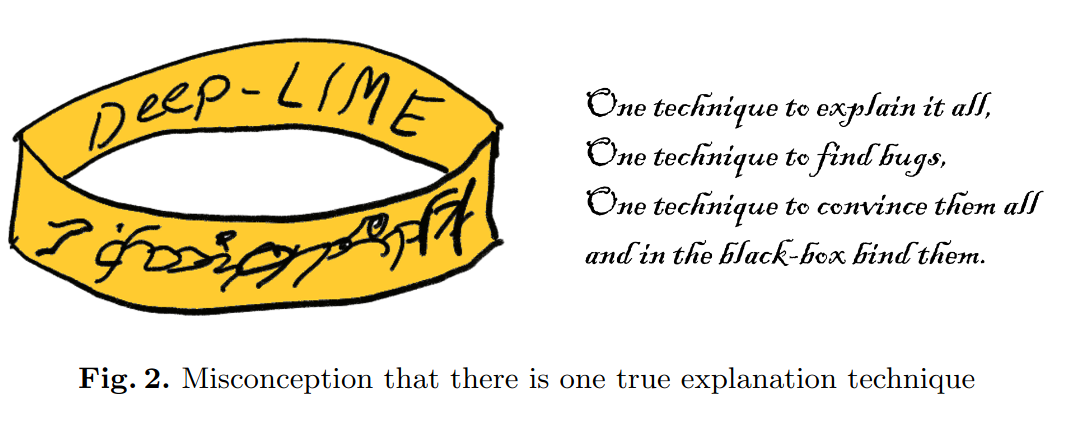 Deep-LIME
One technique to explain it all,
One technique to find bugs,
One technique to convince them all
and in the black-box bind them.
Fig. 2. Misconception that there is one true explanation technique